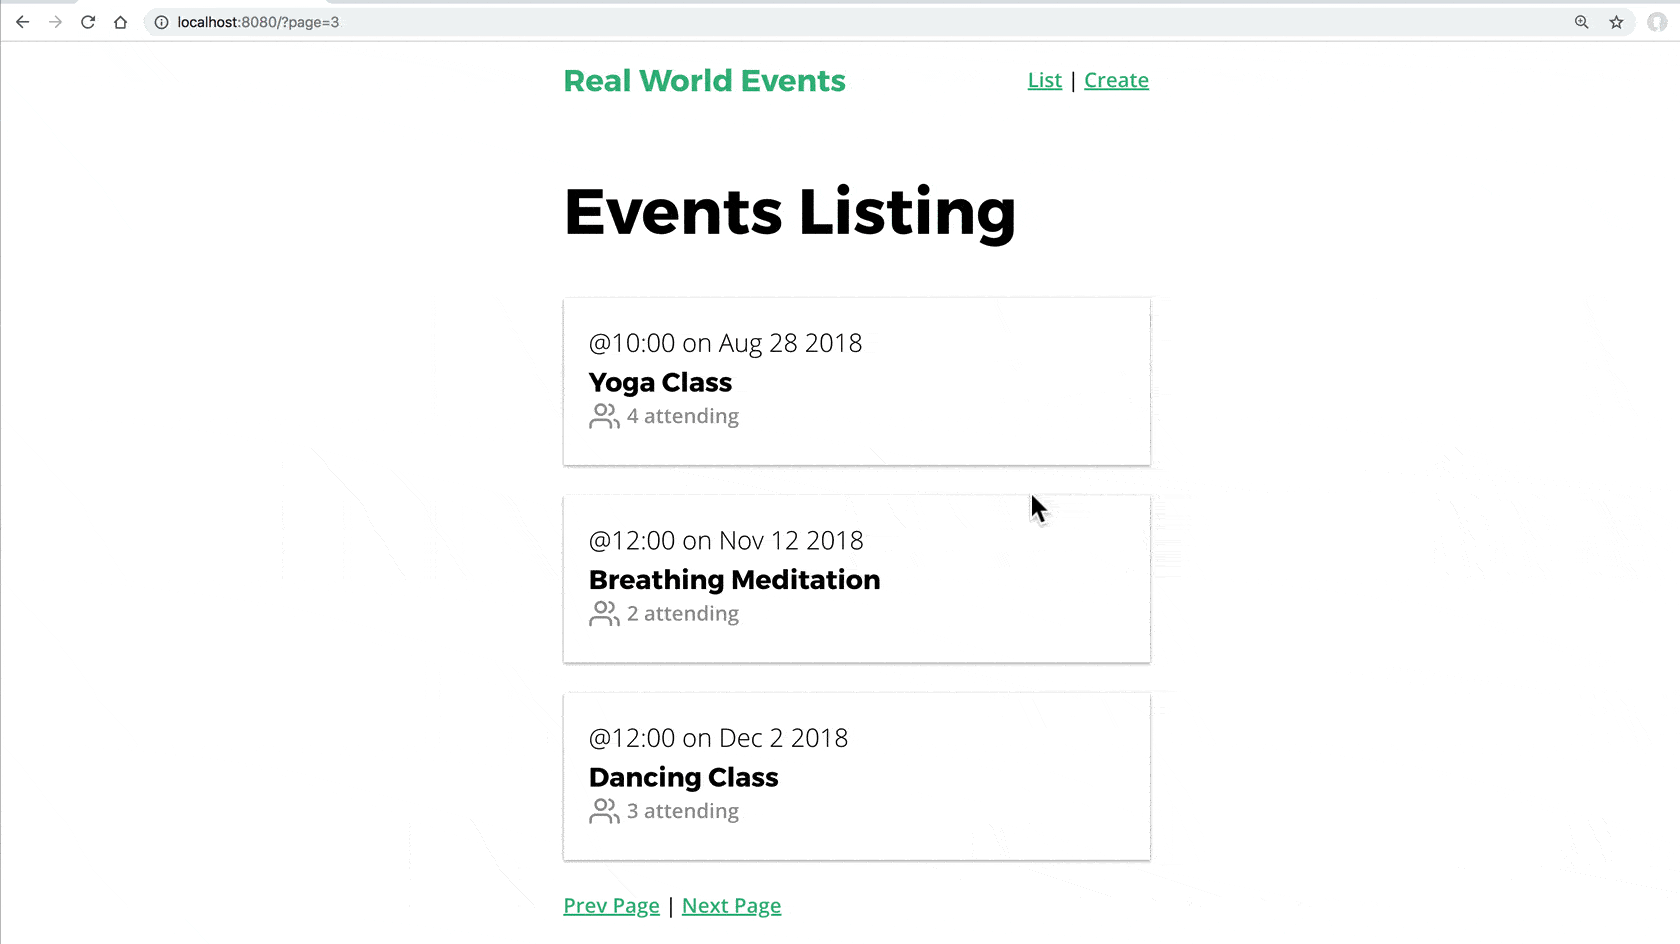 localhost:8080/?page=3
Real World Events
List | Create
Events Listing
@10:00 on Aug 28 2018
Yoga Class
4 attending
@12:00 on Nov 12 2018
Breathing Meditation
2 attending
@12:00 on Dec 2 2018
Dancing Class
3 attending
Prev Page | Next Page